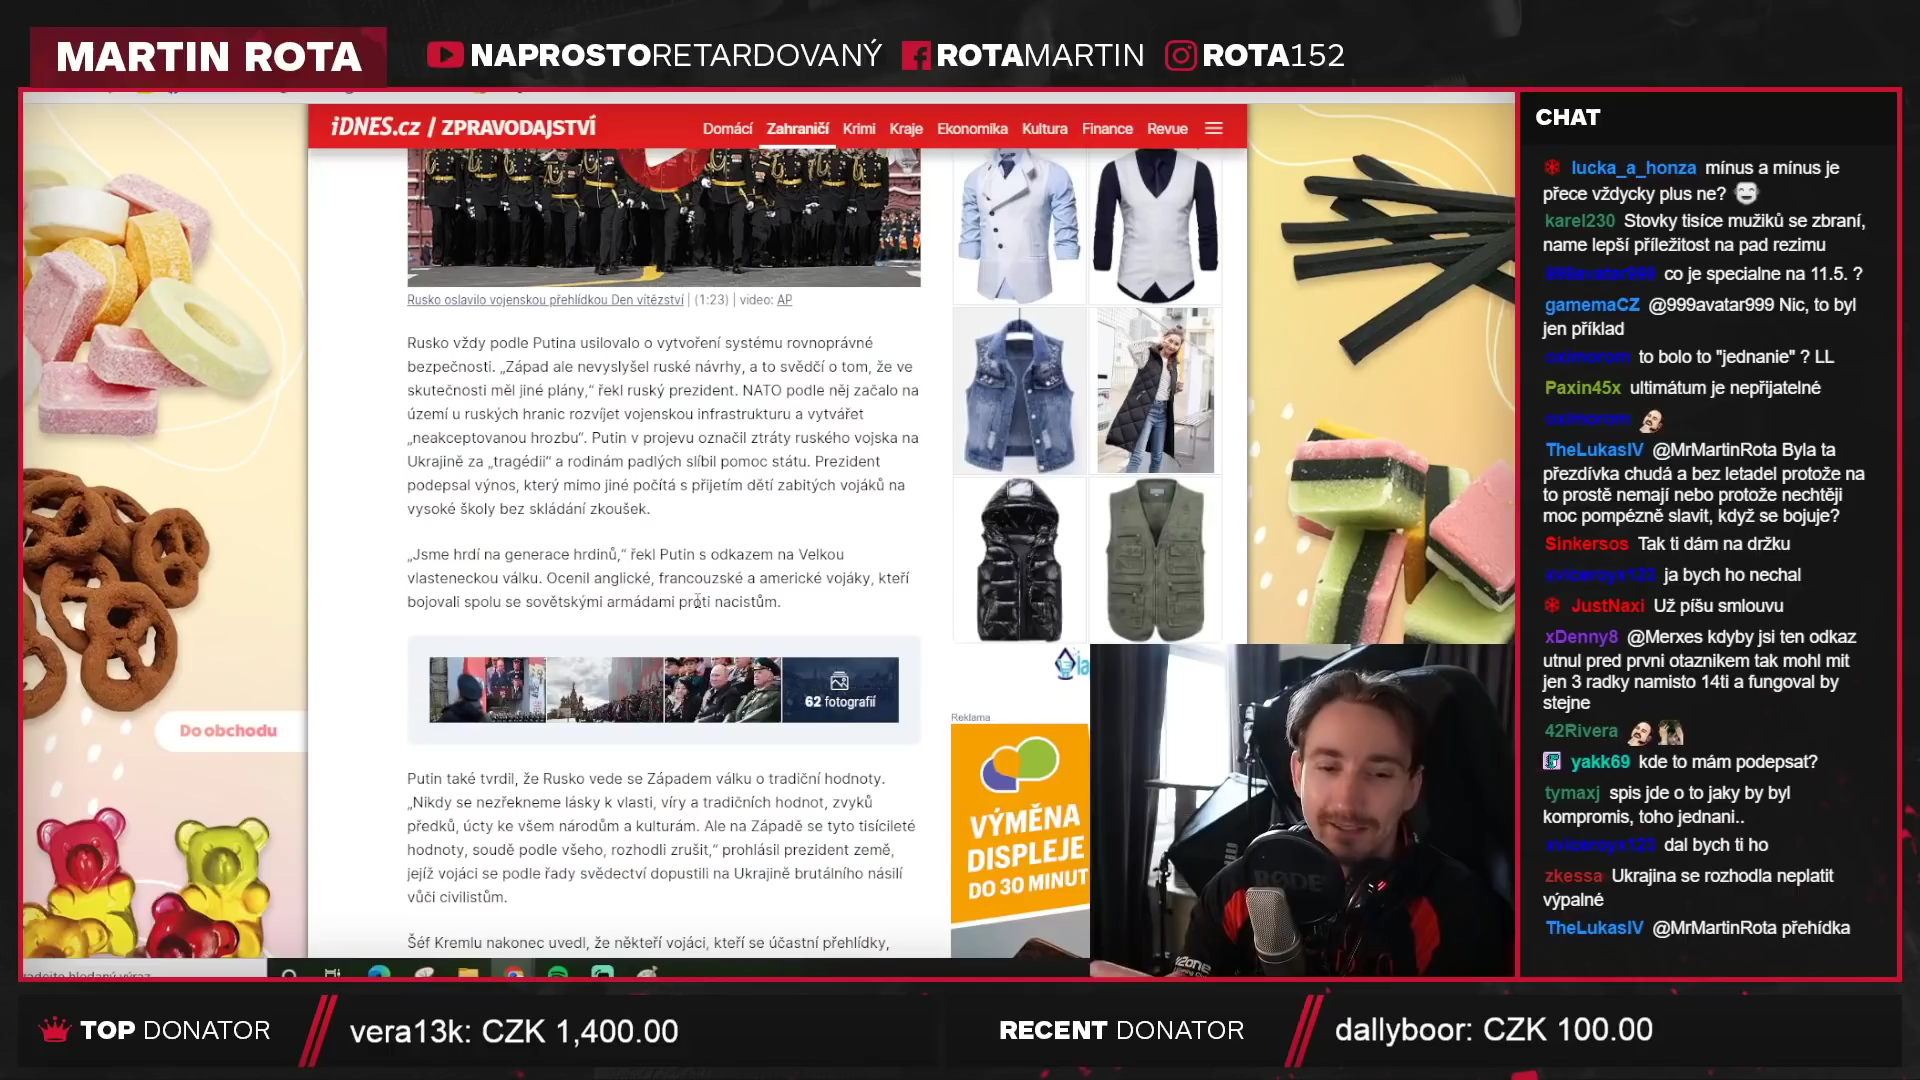 MARTIN ROTA
NAPROSTORETARDOVANÝ ROTAMARTIN ROTA152
iDNES.cz / ZPRAVODAJSTVÍ
Domácí Zahraničí Krimi Kraje Ekonomika Kultura Finance Revue
Rusko oslavilo vojenskou přehlídkou Den vítězství | (1:23) | video: AP
Rusko vždy podle Putina usilovalo o vytvoření systému rovnoprávné
bezpečnosti. „Západ ale nevyslyšel ruské návrhy, a to svědčí o tom, že ve
skutečnosti měl jiné plány,“ řekl ruský prezident. NATO podle něj začalo na
území u ruských hranic rozvíjet vojenskou infrastrukturu a vytvářet
„neakceptovanou hrozbu“. Putin v projevu označil ztráty ruského vojska na
Ukrajině za „tragédii“ a rodinám padlých slíbil pomoc státu. Prezident
podepsal výnos, který mimo jiné počítá s přijetím dětí zabitých vojáků na
vysoké školy bez skládání zkoušek.
„Jsme hrdí na generace hrdinů,“ řekl Putin s odkazem na Velkou
vlasteneckou válku. Ocenil anglické, francouzské a americké vojáky, kteří
bojovali spolu se sovětskými armádami proti nacistům.
62 fotografií
Putin také tvrdil, že Rusko vede se Západem válku o tradiční hodnoty.
„Nikdy se nezřekneme lásky k vlasti, víry a tradičních hodnot, zvyků
předků, úcty ke všem národům a kulturám. Ale na Západě se tyto tisícileté
hodnoty, soudě podle všeho, rozhodli zrušit,“ prohlásil prezident země,
jejíž vojáci se podle řady svědectví dopustili na Ukrajině brutálního násilí
vůči civilistům.
Šéf Kremlu nakonec uvedl, že někteří vojáci, kteří se účastní přehlídky,
Do obchodu
Reklama
VÝMĚNA
DISPLEJE
DO 30 MINUT
RØDE
CHAT
lucka_a_honza mínus a mínus je
přece vždycky plus ne?
karel230 Stovky tisíce mužiků se zbraní,
name lepší příležitost na pad rezimu
999avatar999 co je specialne na 11.5. ?
gamemaCZ @999avatar999 Nic, to byl
jen příklad
oximorom to bolo to "jednanie" ? LL
Paxin45x ultimátum je nepřijatelné
oximorom
TheLukasIV @MrMartinRota Byla ta
přezdívka chudá a bez letadel protože na
to prostě nemají nebo protože nechtěji
moc pompézně slavit, když se bojuje?
Sinkersos Tak ti dám na držku
xviceroyx123 ja bych ho nechal
JustNaxi Už píšu smlouvu
xDenny8 @Merxes kdyby jsi ten odkaz
utnul pred prvni otaznikem tak mohl mit
jen 3 radky namisto 14ti a fungoval by
stejne
42Rivera
yakk69 kde to mám podepsat?
tymaxj spis jde o to jaky by byl
kompromis, toho jednani..
xviceroyx123 dal bych ti ho
zkessa Ukrajina se rozhodla neplatit
výpalné
TheLukasIV @MrMartinRota přehídka
TOP DONATOR
vera13k: CZK 1,400.00
RECENT DONATOR
dallyboor: CZK 100.00